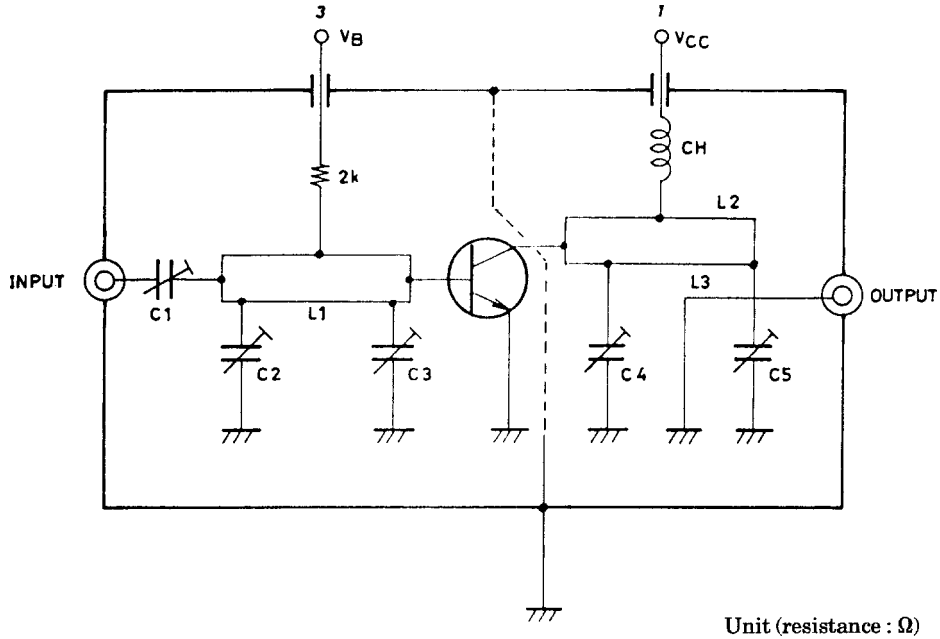 3
1
VB
VCC
CH
2k
L2
INPUT
C1
L1
L3
OUTPUT
C2
C3
C4
C5
Unit (resistance : Ω)